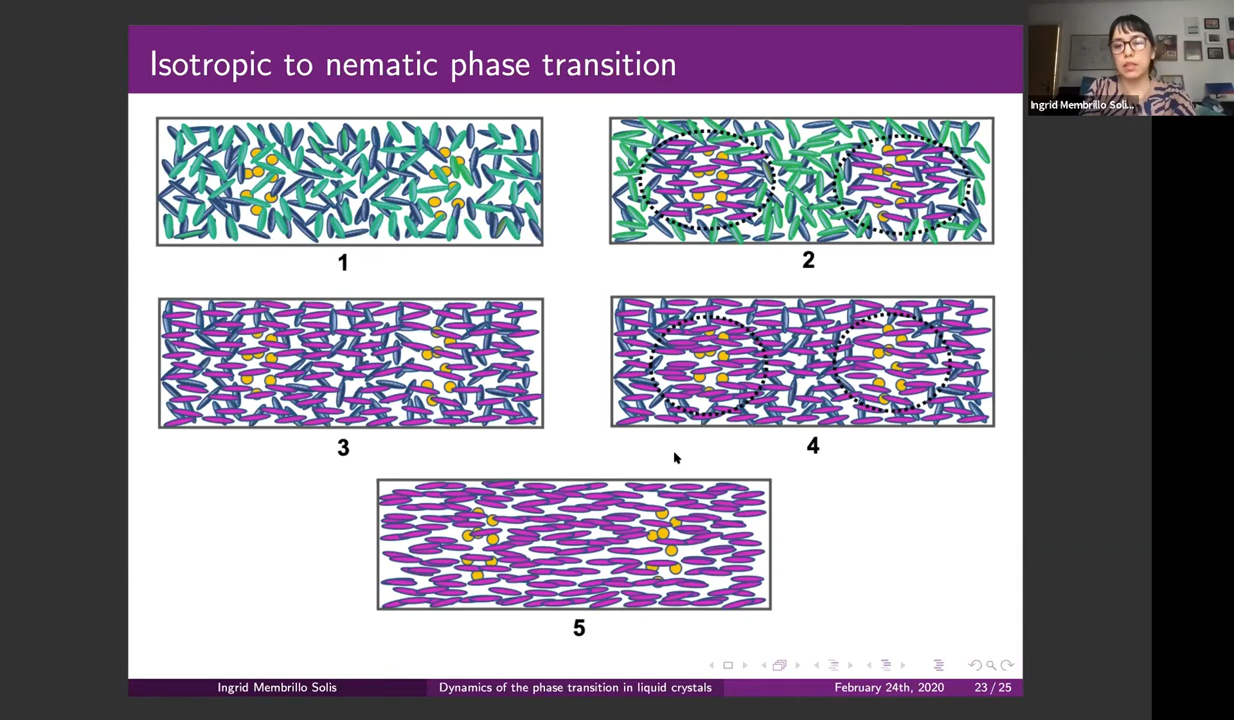 Isotropic to nematic phase transition
Ingrid Membrillo Soli...
1
2
3
4
5
Ingrid Membrillo Solis
Dynamics of the phase transition in liquid crystals
February 24th, 2020
23 / 25